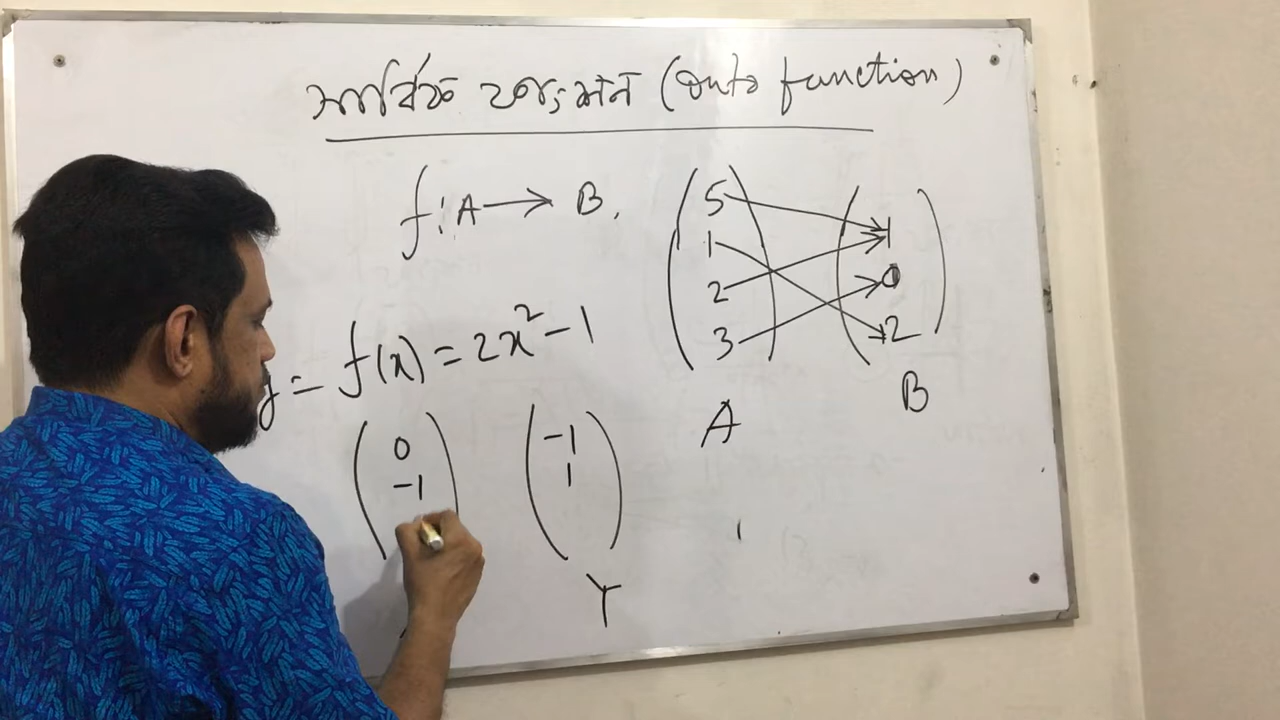 সার্বিক ফাংশন (onto function)
f: A → B.
5
1
2
3
A
1
0
2
B
y = f(x) = 2x² - 1
0
-1
-1
1
Y